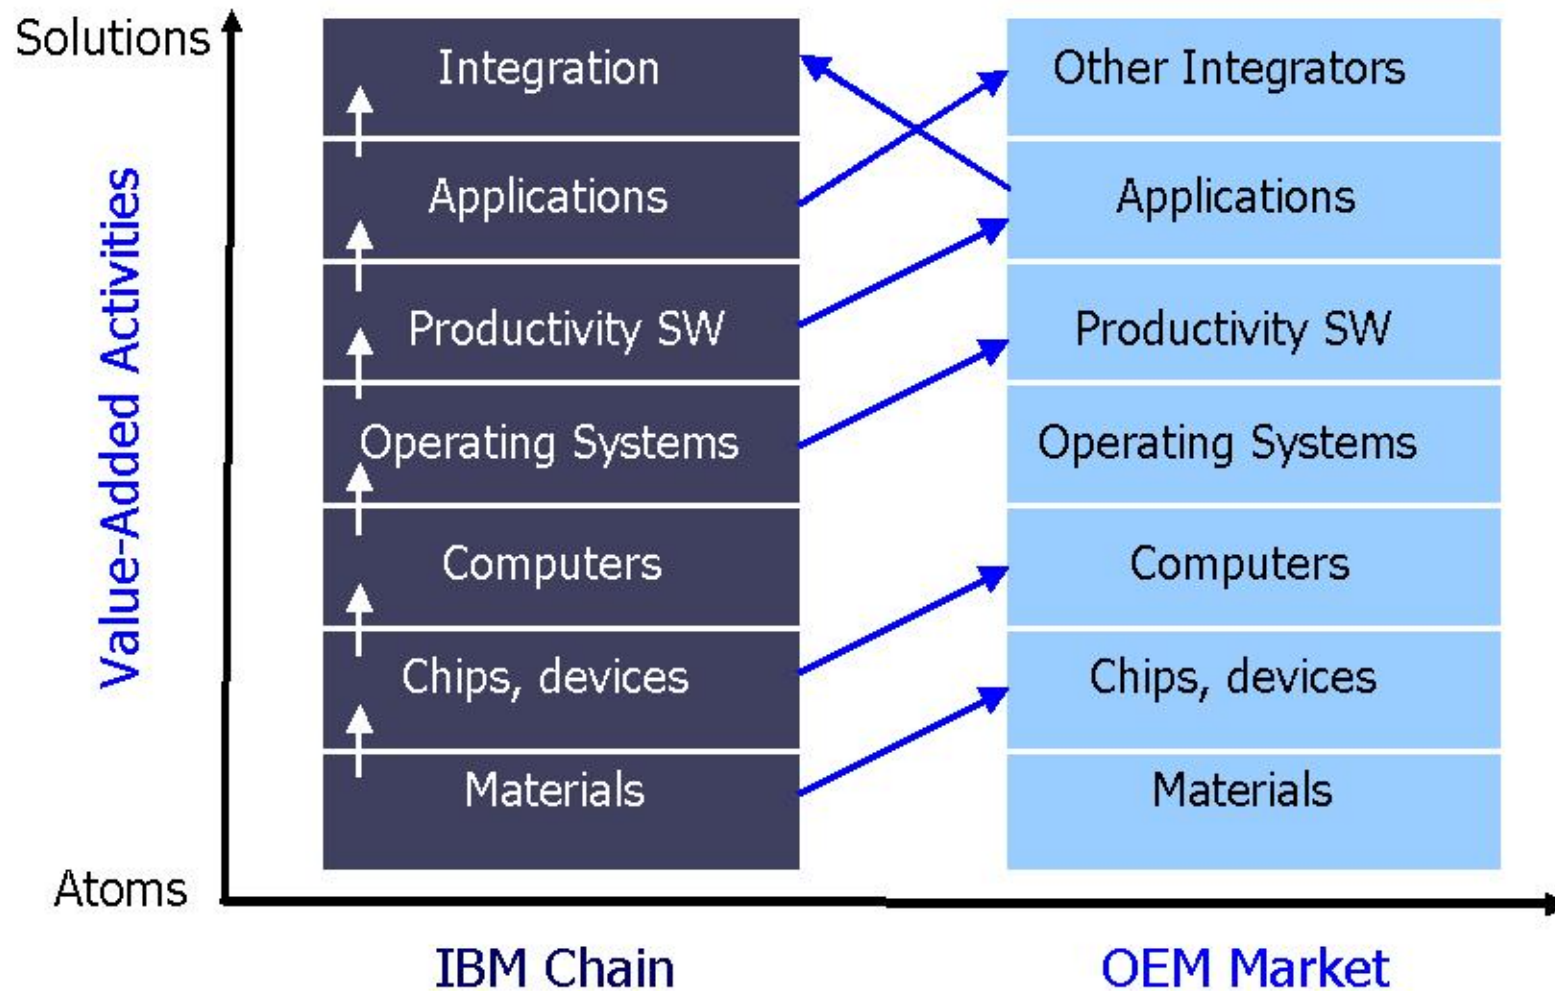 Solutions
Value-Added Activities
Atoms
Integration
Applications
Productivity SW
Operating Systems
Computers
Chips, devices
Materials
IBM Chain
Other Integrators
Applications
Productivity SW
Operating Systems
Computers
Chips, devices
Materials
OEM Market